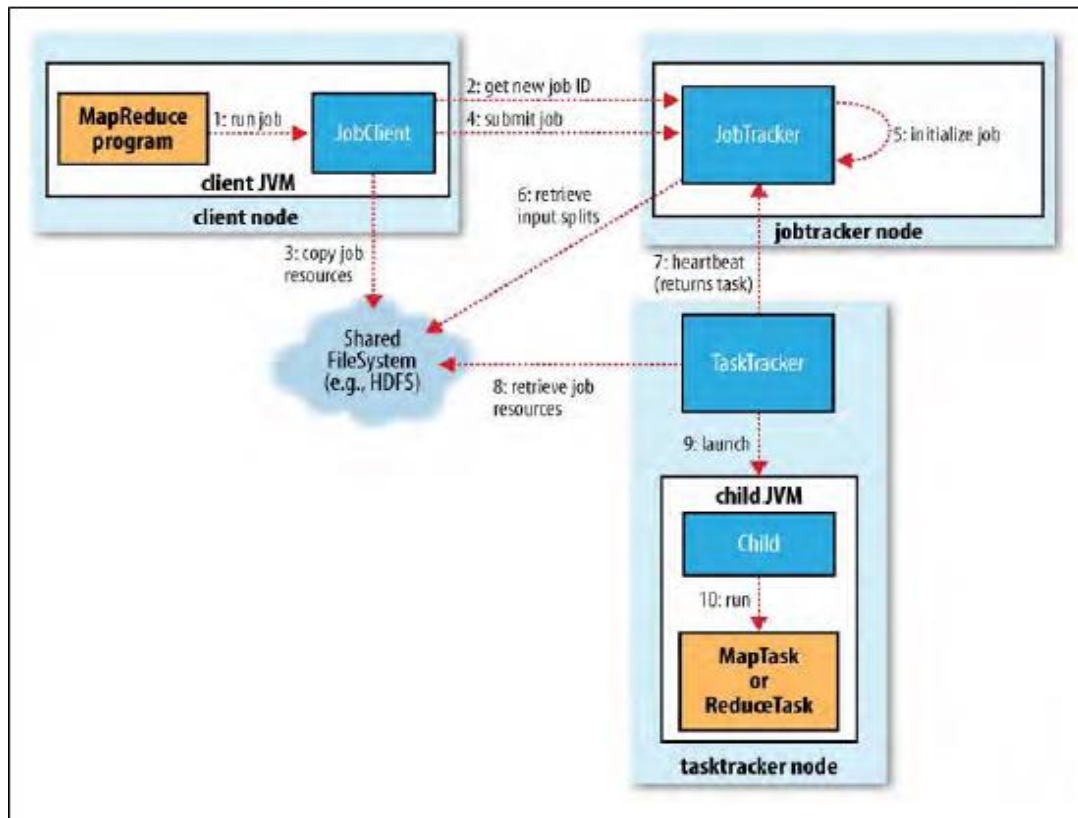 MapReduce
program
1: run job
JobClient
client JVM
client node
2: get new job ID
4: submit job
JobTracker
5: initialize job
jobtracker node
3: copy job
resources
6: retrieve
input splits
7: heartbeat
(returns task)
Shared
FileSystem
(e.g., HDFS)
8: retrieve job
resources
TaskTracker
9: launch
child JVM
Child
10: run
MapTask
or
ReduceTask
tasktracker node